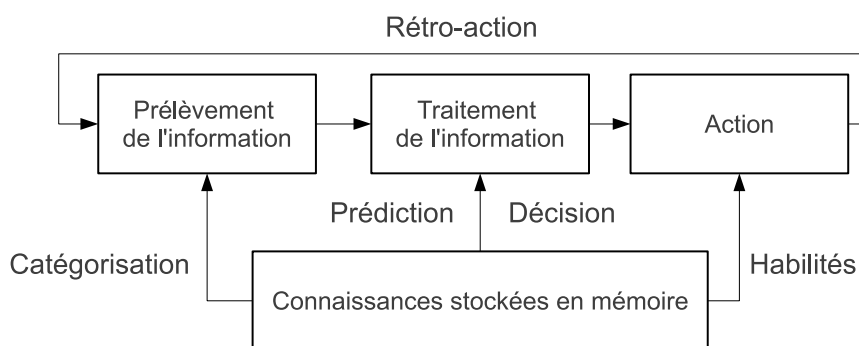 Rétro-action
Prélèvement
de l'information
Traitement
de l'information
Action
Prédiction
Décision
Catégorisation
Habilités
Connaissances stockées en mémoire